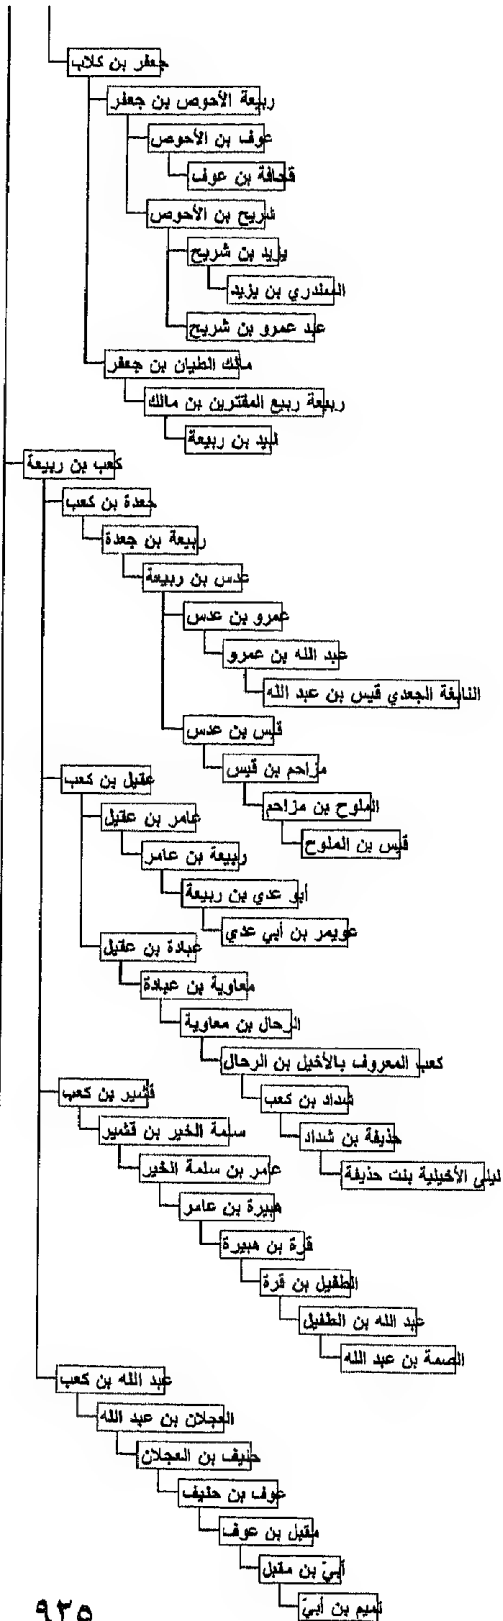 جعفر بن كلاب
ربيعة الأحوص بن جعفر
عوف بن الأحوص
قحافة بن عوف
شريح بن الأحوص
يزيد بن شريح
المندري بن يزيد
عبد عمرو بن شريح
مالك الطيان بن جعفر
ربيعة ربيع المقترين بن مالك
لبيد بن ربيعة
كعب بن ربيعة
جعدة بن كعب
ربيعة بن جعدة
عدس بن ربيعة
عمرو بن عدس
عبد الله بن عمرو
النابغة الجعدي قيس بن عبد الله
قيس بن عدس
مزاحم بن قيس
الملوح بن مزاحم
قيس بن الملوح
عقيل بن كعب
عامر بن عقيل
ربيعة بن عامر
أبو عدي بن ربيعة
عويمر بن أبي عدي
عبادة بن عقيل
معاوية بن عبادة
الرحال بن معاوية
كعب المعروف بالأخيل بن الرحال
شداد بن كعب
حذيفة بن شداد
ليلى الأخيلية بنت حذيفة
قشير بن كعب
سلمة الخير بن قشير
عامر بن سلمة الخير
هبيرة بن عامر
قرة بن هبيرة
الطفيل بن قرة
عبد الله بن الطفيل
الصمة بن عبد الله
عبد الله بن كعب
العجلان بن عبد الله
حنيف بن العجلان
عوف بن حنيف
مقبل بن عوف
أبيّ بن مقبل
تميم بن أبيّ
٩٢٥